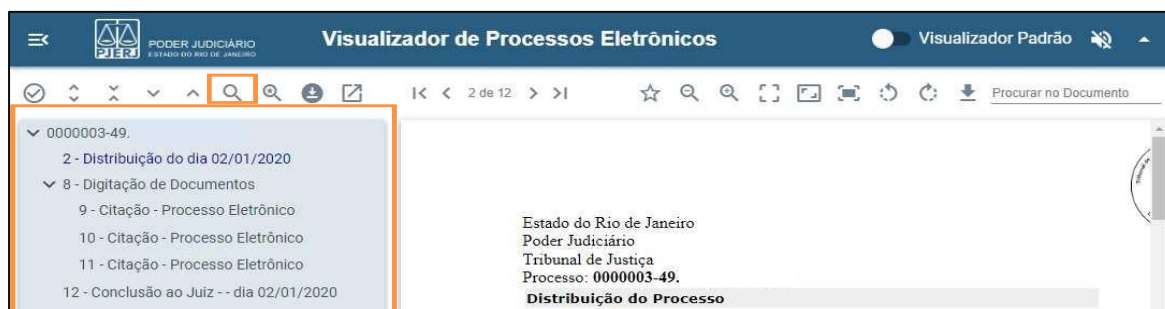 PJERJ
PODER JUDICIÁRIO
ESTADO DO RIO DE JANEIRO
Visualizador de Processos Eletrônicos
Visualizador Padrão
2 de 12
Procurar no Documento
0000003-49.
2 - Distribuição do dia 02/01/2020
8 - Digitação de Documentos
9 - Citação - Processo Eletrônico
10 - Citação - Processo Eletrônico
11 - Citação - Processo Eletrônico
12 - Conclusão ao Juiz - - dia 02/01/2020
Estado do Rio de Janeiro
Poder Judiciário
Tribunal de Justiça
Processo: 0000003-49.
Distribuição do Processo